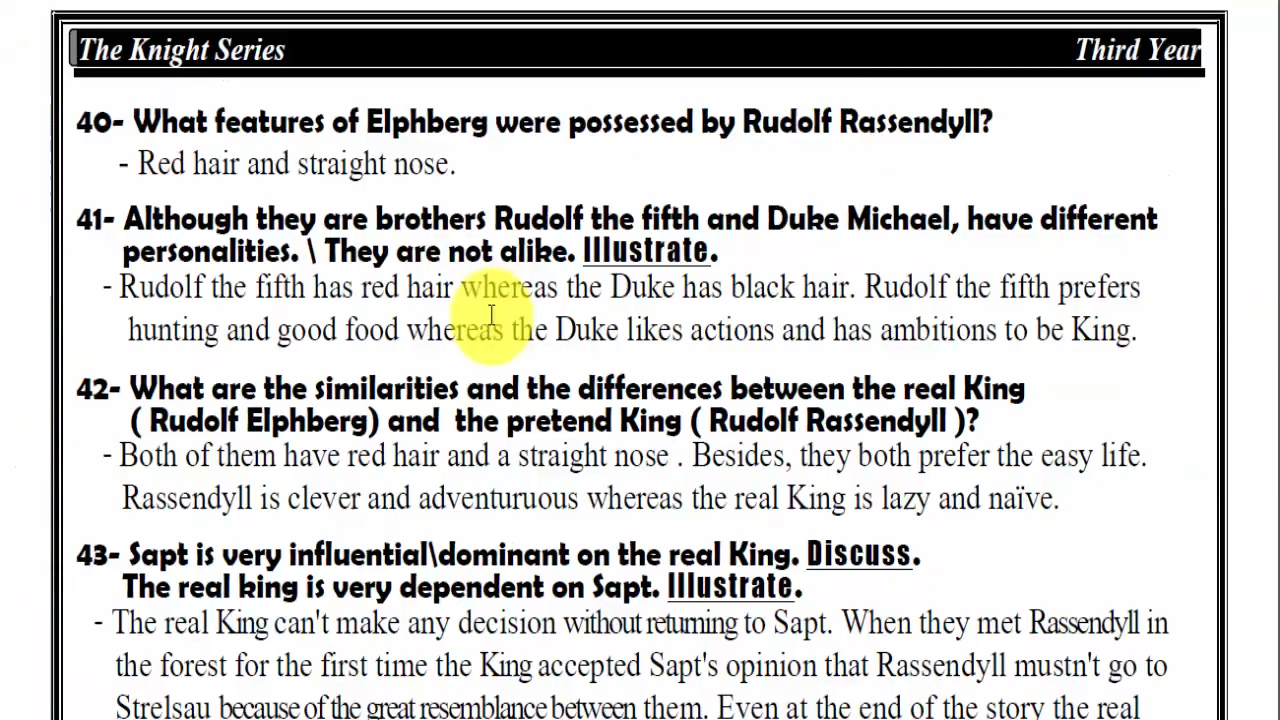 The Knight Series Third Year
40- What features of Elphberg were possessed by Rudolf Rassendyll?
- Red hair and straight nose.
41- Although they are brothers Rudolf the fifth and Duke Michael, have different
personalities. \ They are not alike. Illustrate.
- Rudolf the fifth has red hair whereas the Duke has black hair. Rudolf the fifth prefers
hunting and good food whereas the Duke likes actions and has ambitions to be King.
42- What are the similarities and the differences between the real King
( Rudolf Elphberg) and the pretend King ( Rudolf Rassendyll )?
- Both of them have red hair and a straight nose . Besides, they both prefer the easy life.
Rassendyll is clever and adventuruous whereas the real King is lazy and naïve.
43- Sapt is very influential\dominant on the real King. Discuss.
The real king is very dependent on Sapt. Illustrate.
- The real King can't make any decision without returning to Sapt. When they met Rassendyll in
the forest for the first time the King accepted Sapt's opinion that Rassendyll mustn't go to
Strelsau because of the great resemblance between them. Even at the end of the story the real